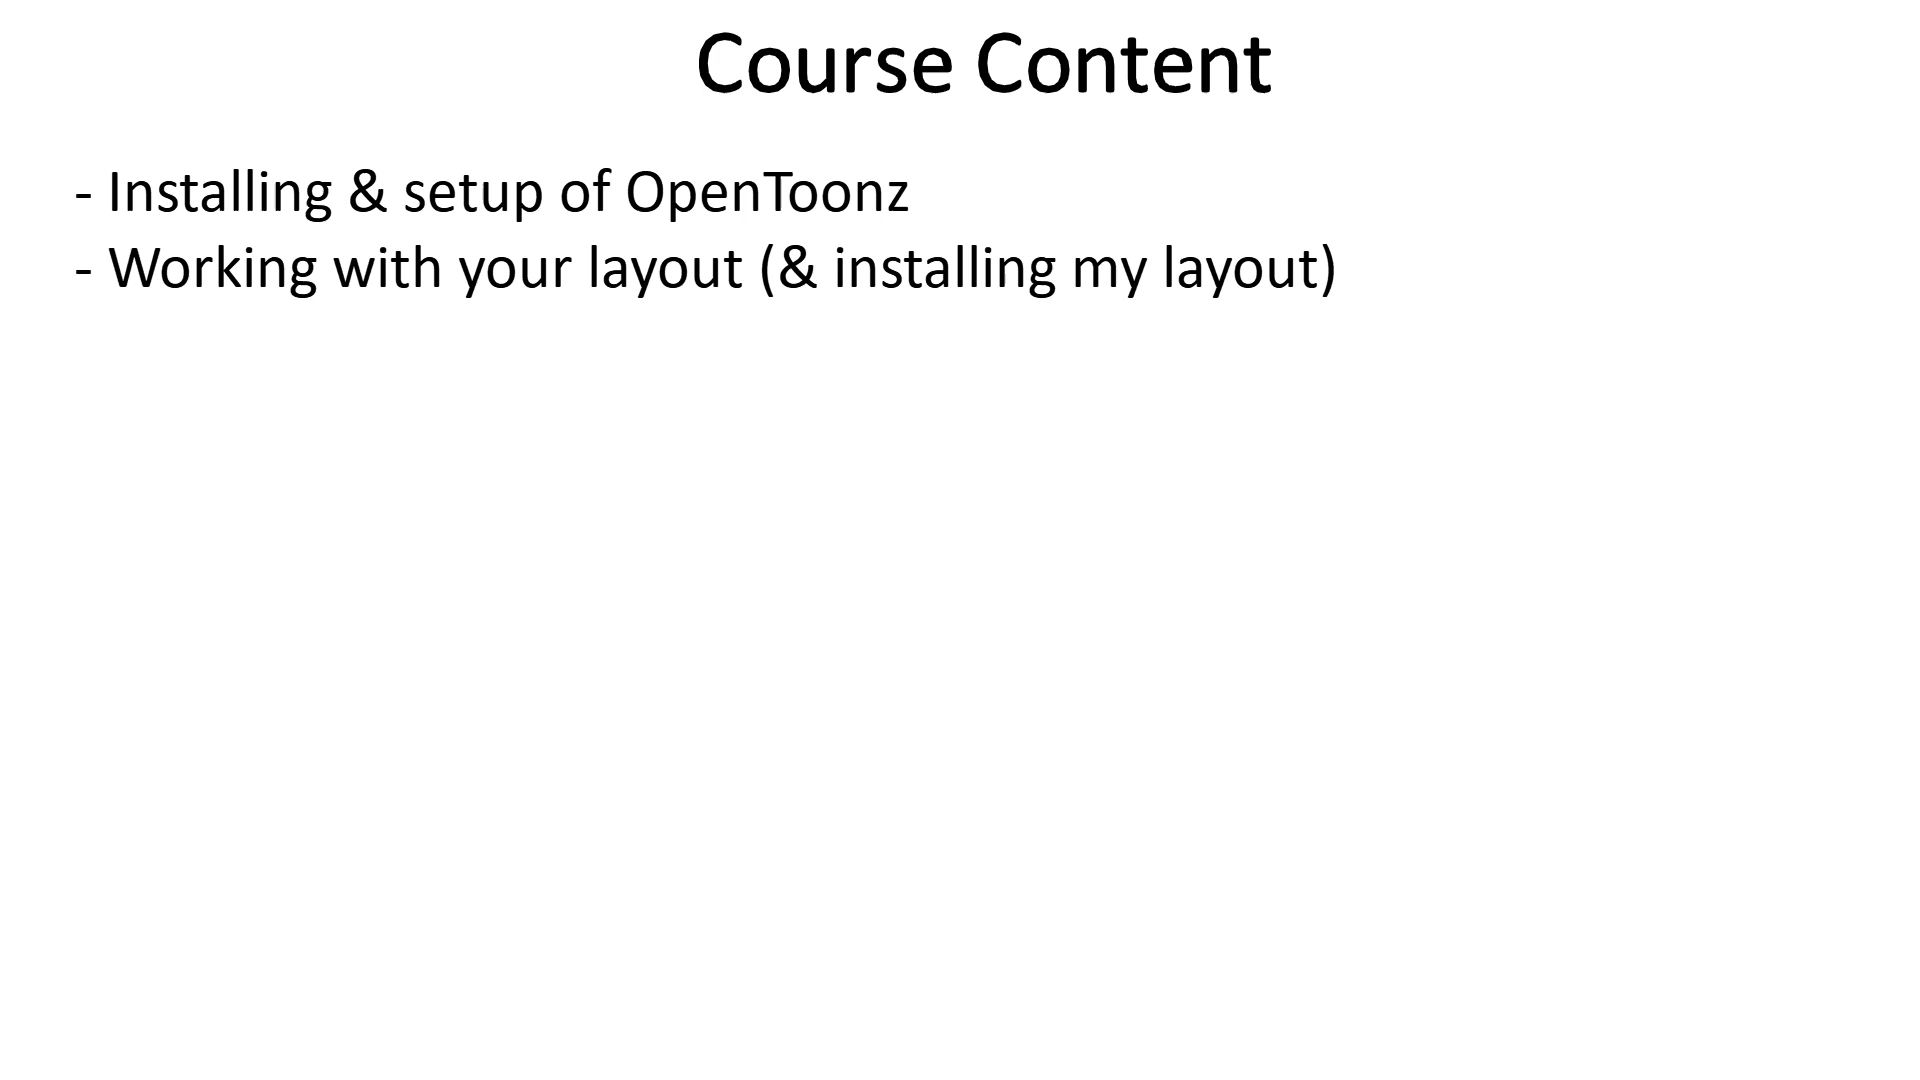 Course Content
- Installing & setup of OpenToonz
- Working with your layout (& installing my layout)